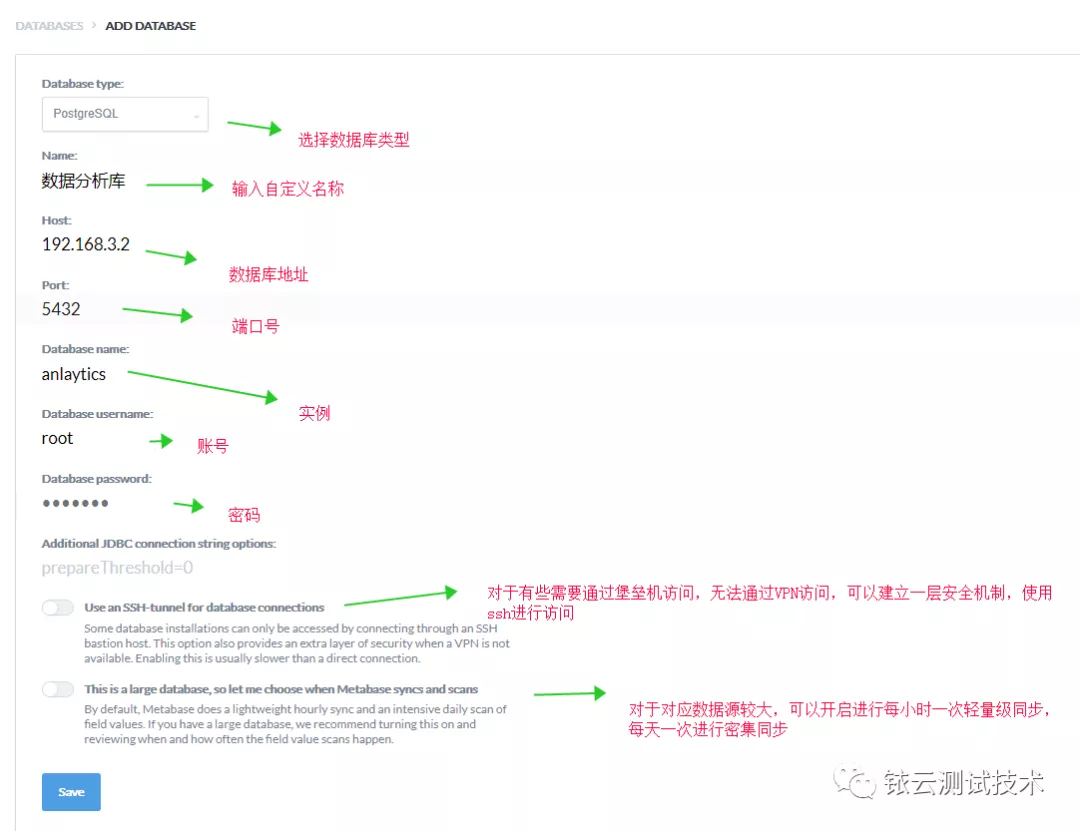 DATABASES > ADD DATABASE
Database type:
PostgreSQL
选择数据库类型
Name:
数据分析库
输入自定义名称
Host:
192.168.3.2
数据库地址
Port:
5432
端口号
Database name:
anlaytics
实例
Database username:
root
账号
Database password:
•••••••
密码
Additional JDBC connection string options:
prepareThreshold=0
Use an SSH-tunnel for database connections
对于有些需要通过堡垒机访问，无法通过VPN访问，可以建立一层安全机制，使用
ssh进行访问
Some database installations can only be accessed by connecting through an SSH
bastion host. This option also provides an extra layer of security when a VPN is not
available. Enabling this is usually slower than a direct connection.
This is a large database, so let me choose when Metabase syncs and scans
By default, Metabase does a lightweight hourly sync and an intensive daily scan of
field values. If you have a large database, we recommend turning this on and
reviewing when and how often the field value scans happen.
对于对应数据源较大，可以开启进行每小时一次轻量级同步，
每天一次进行密集同步
Save
铱云测试技术